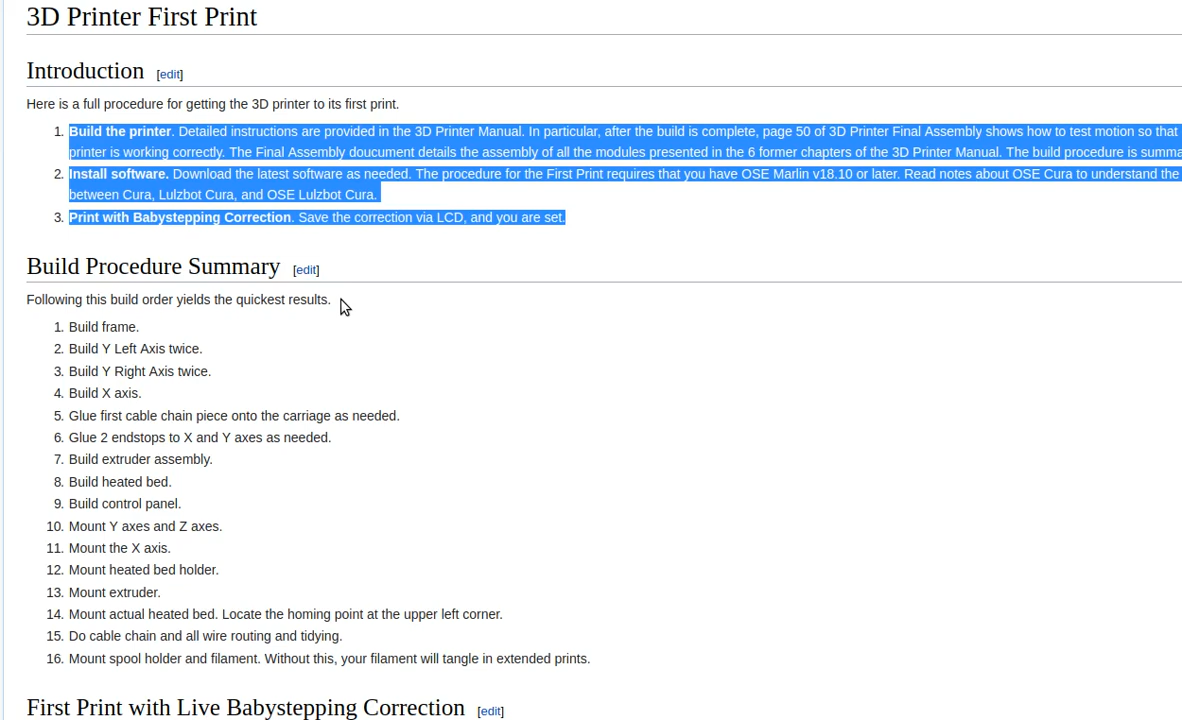 3D Printer First Print
Introduction [edit]
Here is a full procedure for getting the 3D printer to its first print.
1. Build the printer. Detailed instructions are provided in the 3D Printer Manual. In particular, after the build is complete, page 50 of 3D Printer Final Assembly shows how to test motion so that
printer is working correctly. The Final Assembly doucument details the assembly of all the modules presented in the 6 former chapters of the 3D Printer Manual. The build procedure is summa
2. Install software. Download the latest software as needed. The procedure for the First Print requires that you have OSE Marlin v18.10 or later. Read notes about OSE Cura to understand the
between Cura, Lulzbot Cura, and OSE Lulzbot Cura.
3. Print with Babystepping Correction. Save the correction via LCD, and you are set.
Build Procedure Summary [edit]
Following this build order yields the quickest results.
1. Build frame.
2. Build Y Left Axis twice.
3. Build Y Right Axis twice.
4. Build X axis.
5. Glue first cable chain piece onto the carriage as needed.
6. Glue 2 endstops to X and Y axes as needed.
7. Build extruder assembly.
8. Build heated bed.
9. Build control panel.
10. Mount Y axes and Z axes.
11. Mount the X axis.
12. Mount heated bed holder.
13. Mount extruder.
14. Mount actual heated bed. Locate the homing point at the upper left corner.
15. Do cable chain and all wire routing and tidying.
16. Mount spool holder and filament. Without this, your filament will tangle in extended prints.
First Print with Live Babystepping Correction [edit]